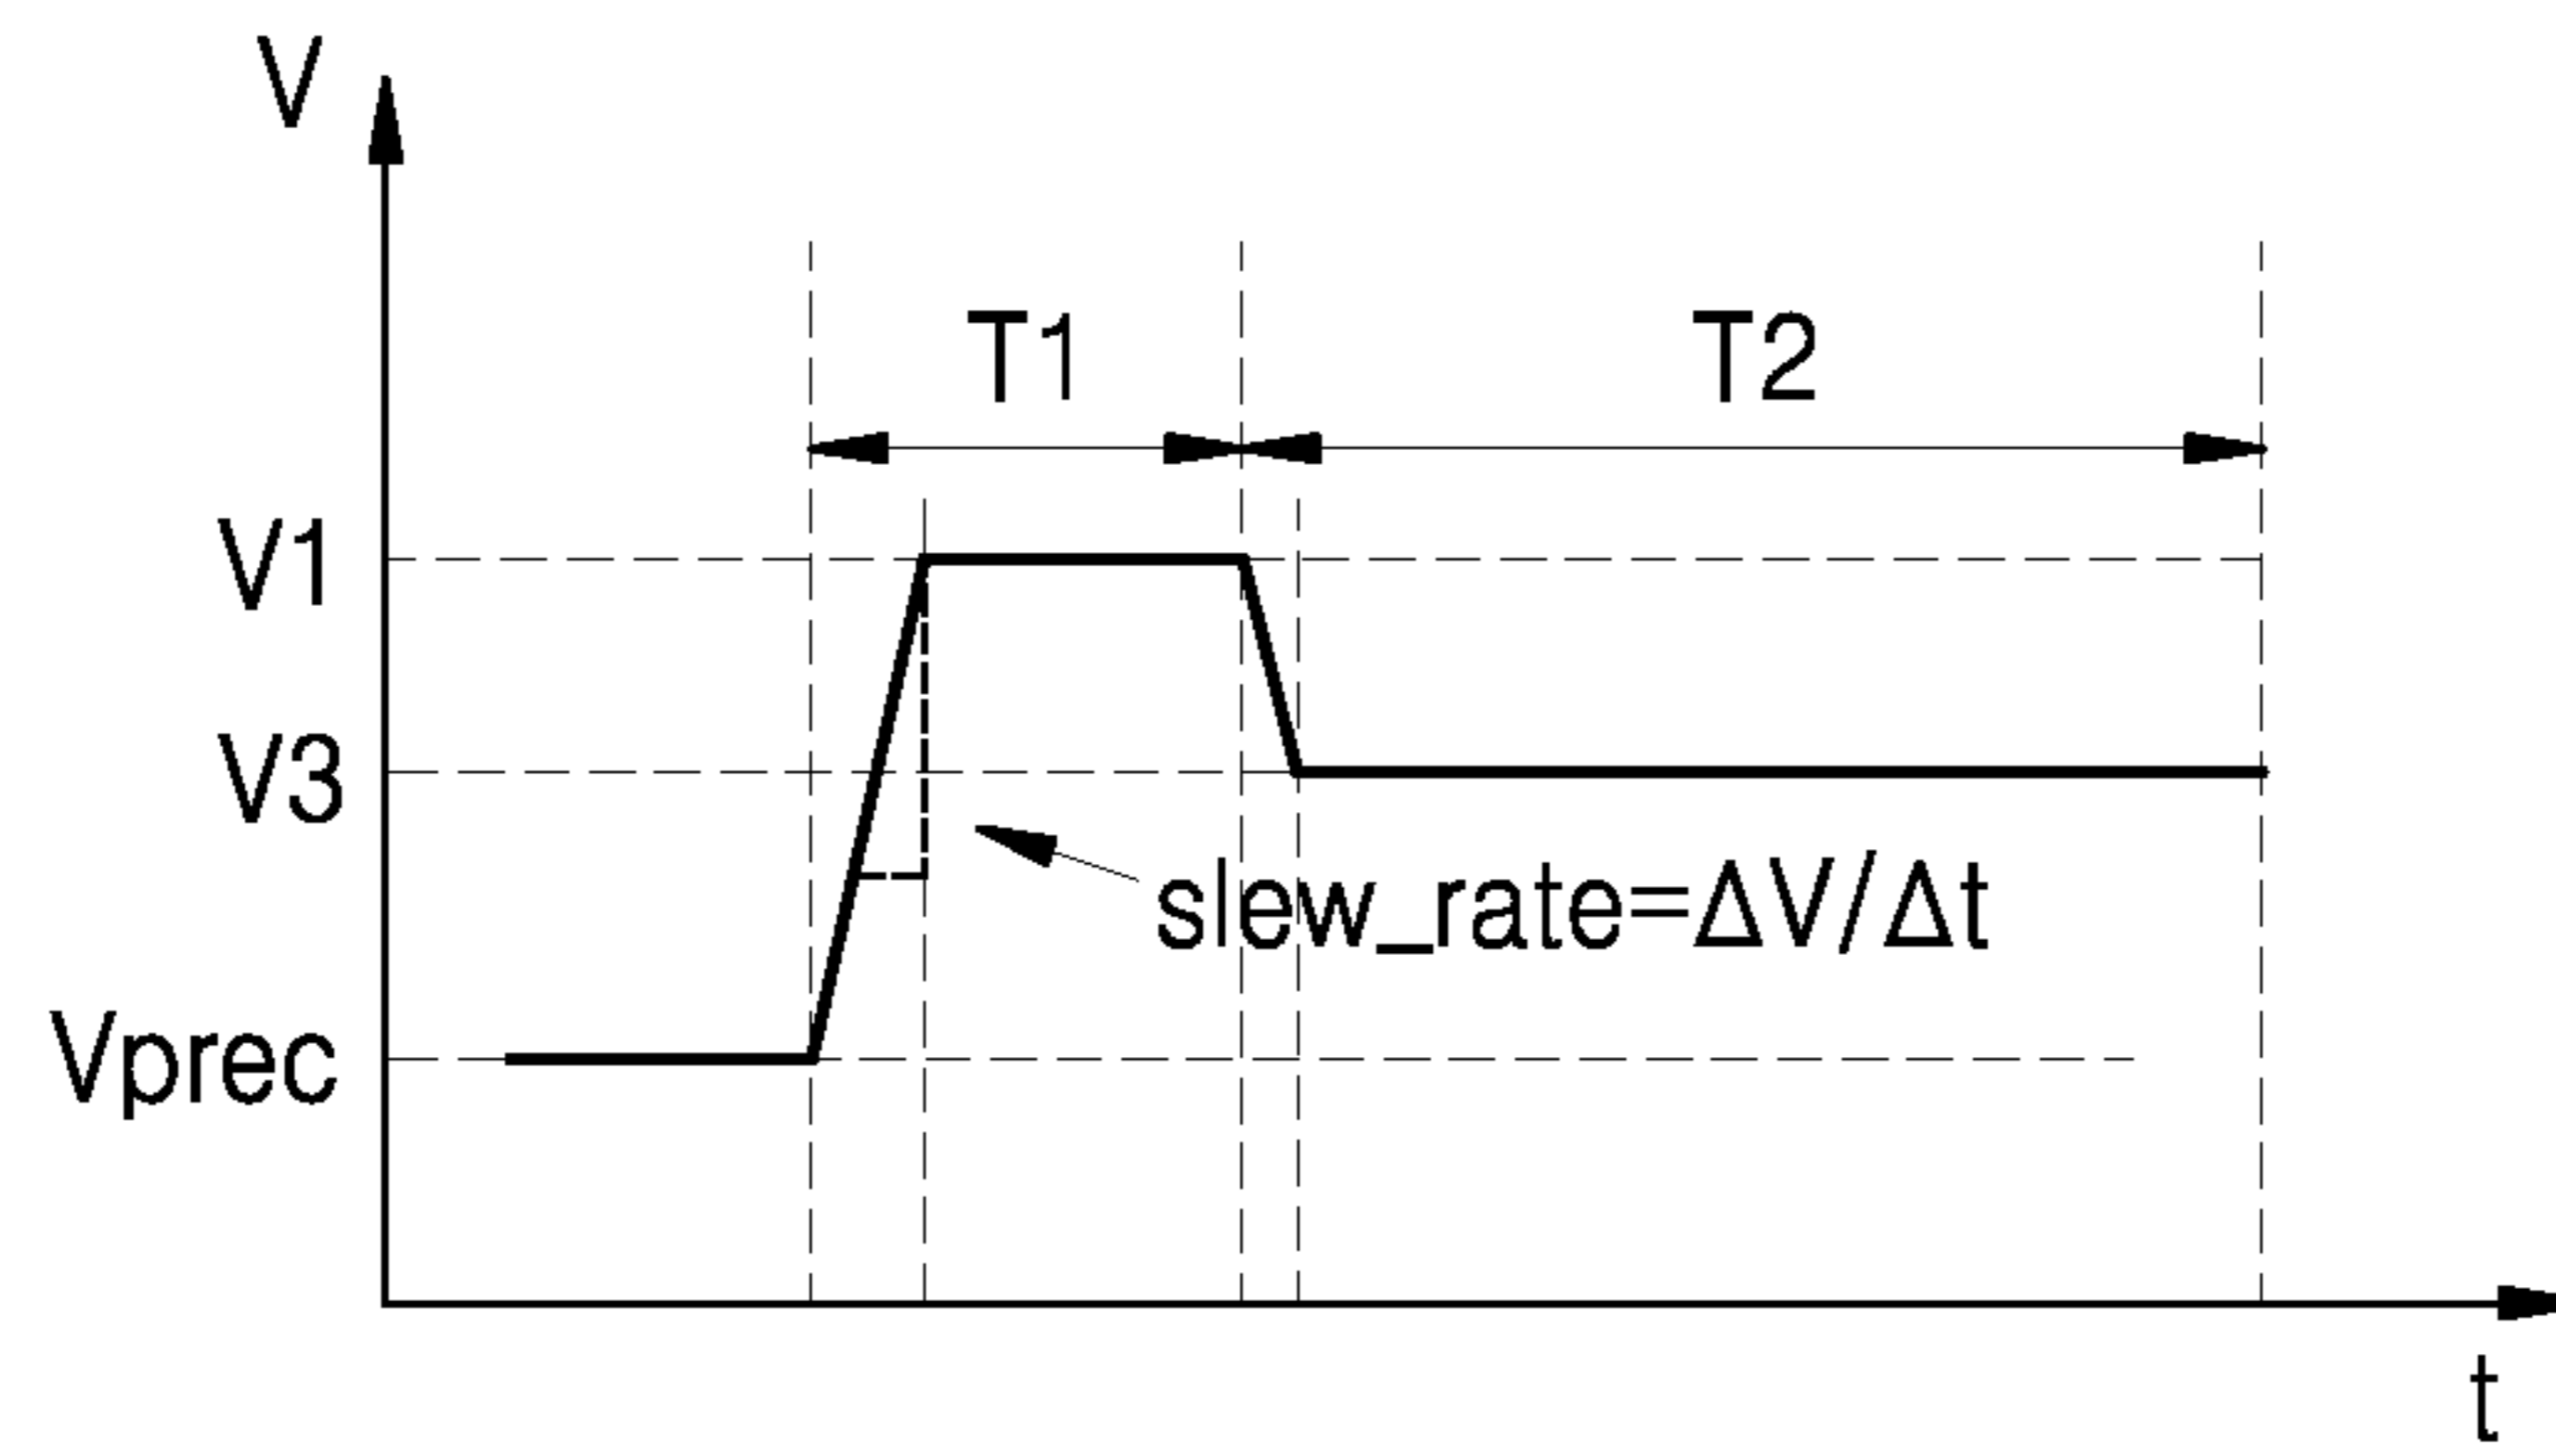 V
T1 T2
V1
V3
slew_rate=ΔV/Δt
Vprec
t